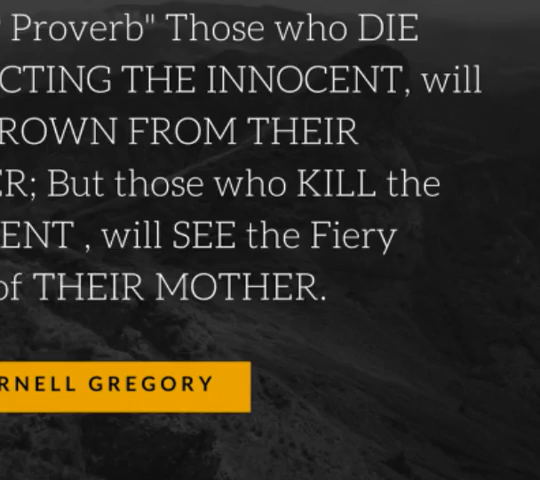 Proverb" Those who DIE
CTING THE INNOCENT, will
ROWN FROM THEIR
ER; But those who KILL the
ENT , will SEE the Fiery
of THEIR MOTHER.
RNELL GREGORY